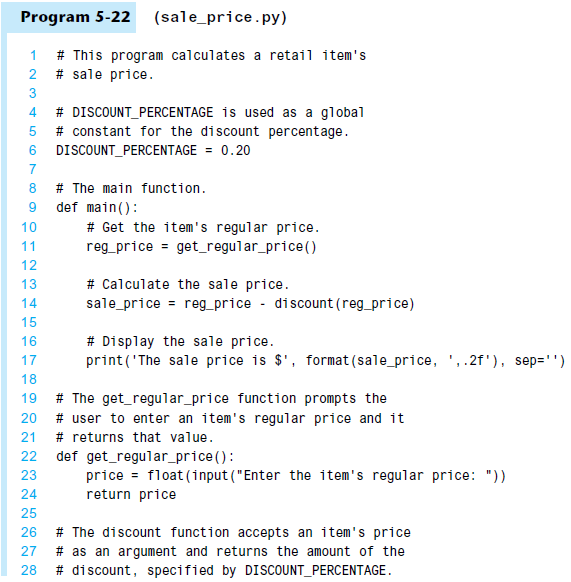 Program 5-22 (sale_price.py)
1 # This program calculates a retail item's
2 # sale price.
3
4 # DISCOUNT_PERCENTAGE is used as a global
5 # constant for the discount percentage.
6 DISCOUNT_PERCENTAGE = 0.20
7
8 # The main function.
9 def main():
10     # Get the item's regular price.
11     reg_price = get_regular_price()
12
13     # Calculate the sale price.
14     sale_price = reg_price - discount(reg_price)
15
16     # Display the sale price.
17     print('The sale price is $', format(sale_price, ',.2f'), sep='')
18
19 # The get_regular_price function prompts the
20 # user to enter an item's regular price and it
21 # returns that value.
22 def get_regular_price():
23     price = float(input("Enter the item's regular price: "))
24     return price
25
26 # The discount function accepts an item's price
27 # as an argument and returns the amount of the
28 # discount, specified by DISCOUNT_PERCENTAGE.